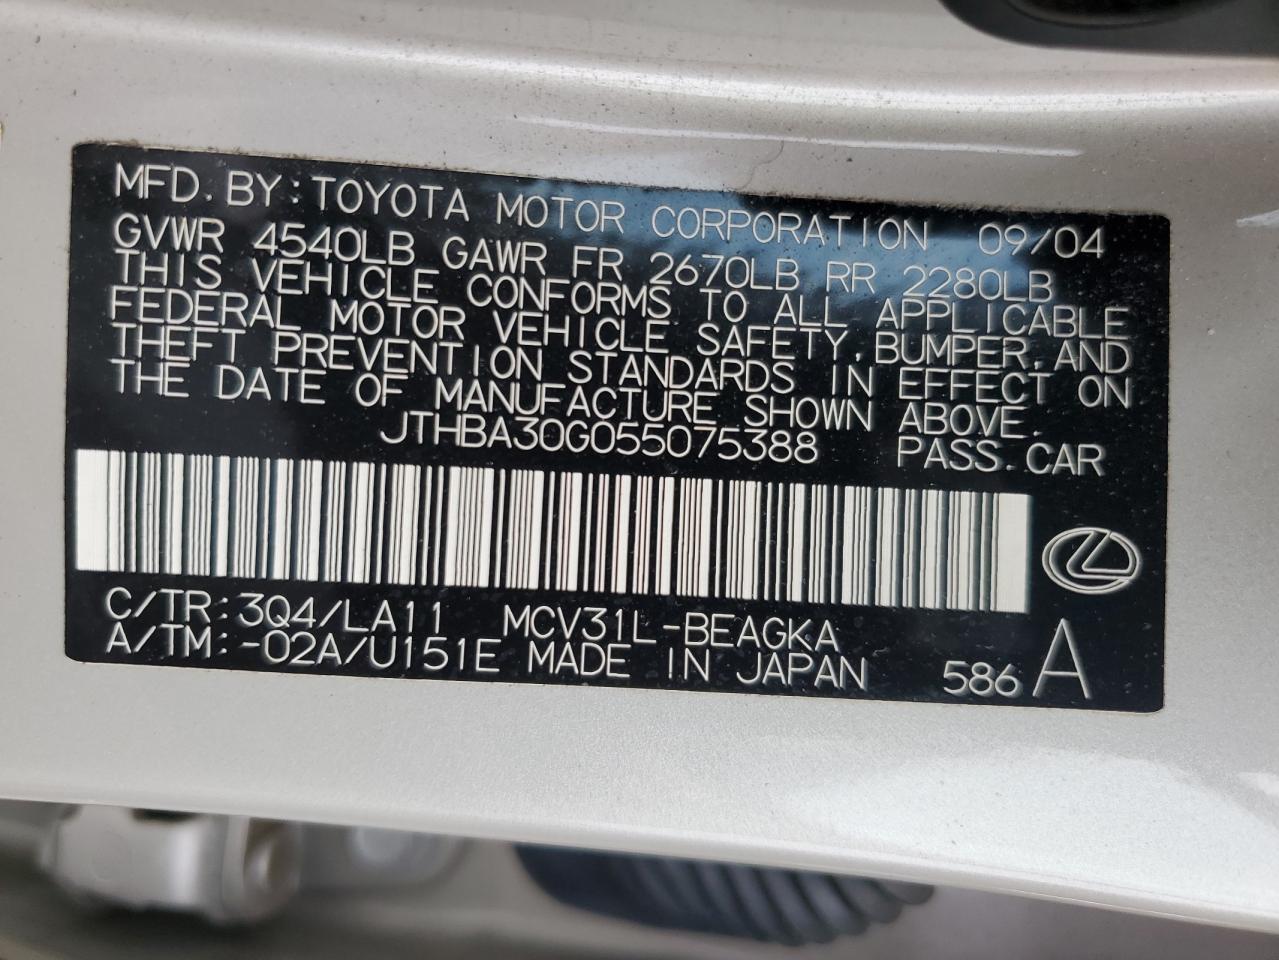 MFD. BY: TOYOTA MOTOR CORPORATION 09/04
GVWR 4540LB GAWR FR 2670LB RR 2280LB
THIS VEHICLE CONFORMS TO ALL APPLICABLE
FEDERAL MOTOR VEHICLE SAFETY, BUMPER, AND
THEFT PREVENTION STANDARDS IN EFFECT ON
THE DATE OF MANUFACTURE SHOWN ABOVE.
JTHBA30G055075388 PASS. CAR
C/TR: 3Q4/LA11 MCV31L-BEAGKA
A/TM: -02A/U151E MADE IN JAPAN 586 A